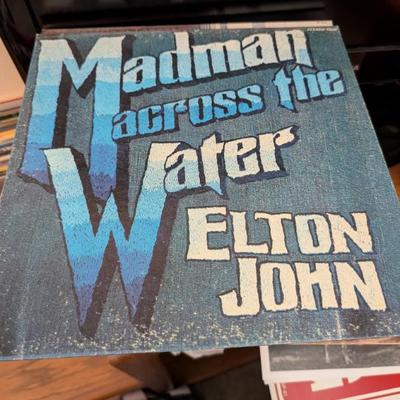 Madman
across the
Water
ELTON
JOHN